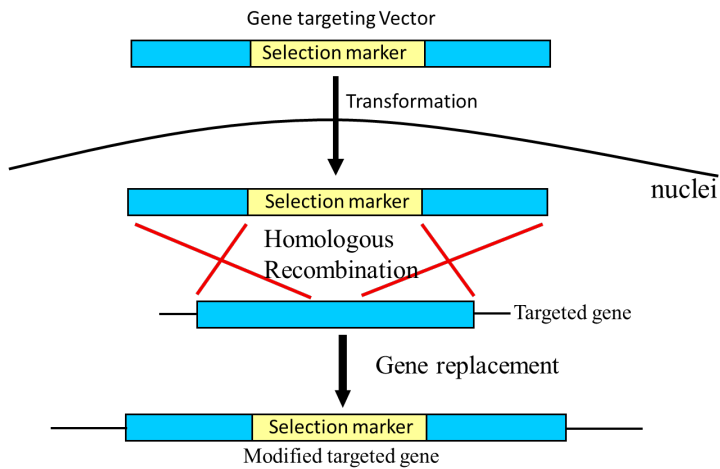 Gene targeting Vector
Selection marker
Transformation
nuclei
Selection marker
Homologous
Recombination
Targeted gene
Gene replacement
Selection marker
Modified targeted gene